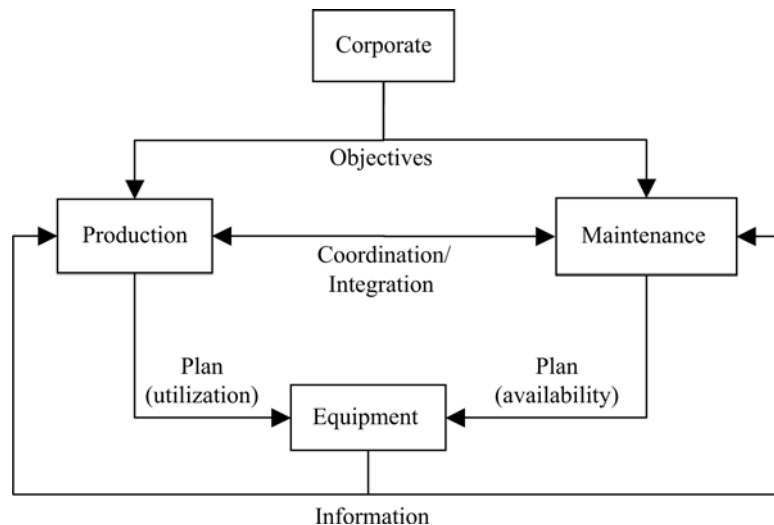 Corporate
Objectives
Production
Maintenance
Coordination/
Integration
Plan
(utilization)
Plan
(availability)
Equipment
Information